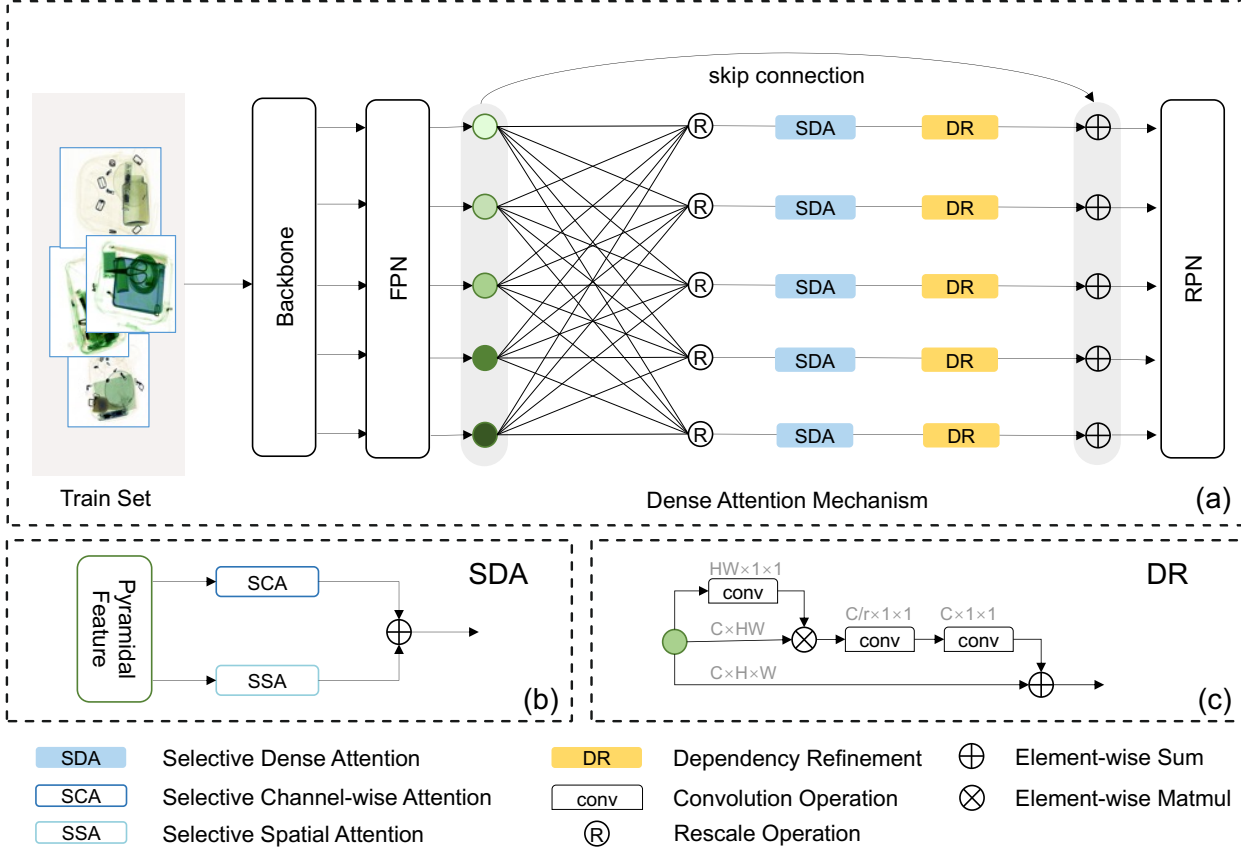 skip connection
Backbone
FPN
R SDA DR
R SDA DR
R SDA DR
R SDA DR
R SDA DR
RPN
Train Set
Dense Attention Mechanism
(a)
Pyramidal
Feature
SCA
SSA
SDA
(b)
HW×1×1
conv
C×HW
C/r×1×1
conv
C×1×1
conv
C×H×W
DR
(c)
SDA Selective Dense Attention
DR Dependency Refinement
Element-wise Sum
SCA Selective Channel-wise Attention
conv Convolution Operation
Element-wise Matmul
SSA Selective Spatial Attention
R Rescale Operation